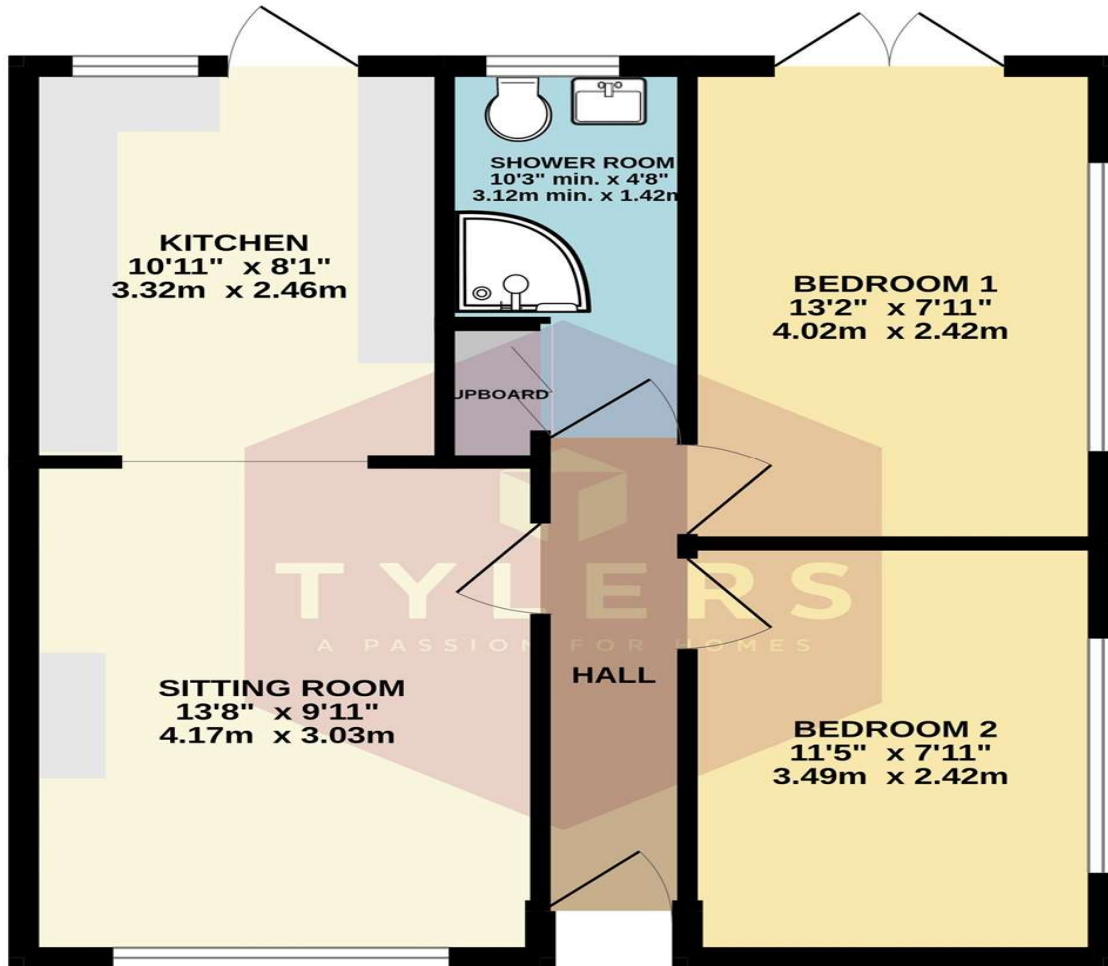 SHOWER ROOM
10'3" min. x 4'8"
3.12m min. x 1.42m
KITCHEN
10'11" x 8'1"
3.32m x 2.46m
BEDROOM 1
13'2" x 7'11"
4.02m x 2.42m
UPBOARD
TYLERS
A PASSION FOR HOMES
HALL
SITTING ROOM
13'8" x 9'11"
4.17m x 3.03m
BEDROOM 2
11'5" x 7'11"
3.49m x 2.42m